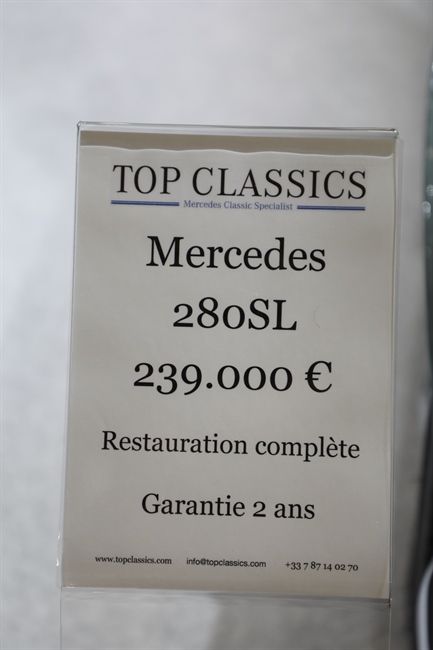 TOP CLASSICS
Mercedes Classic Specialist
Mercedes
280SL
239.000 €
Restauration complète
Garantie 2 ans
www.topclassics.com info@topclassics.com +33 7 87 14 02 70